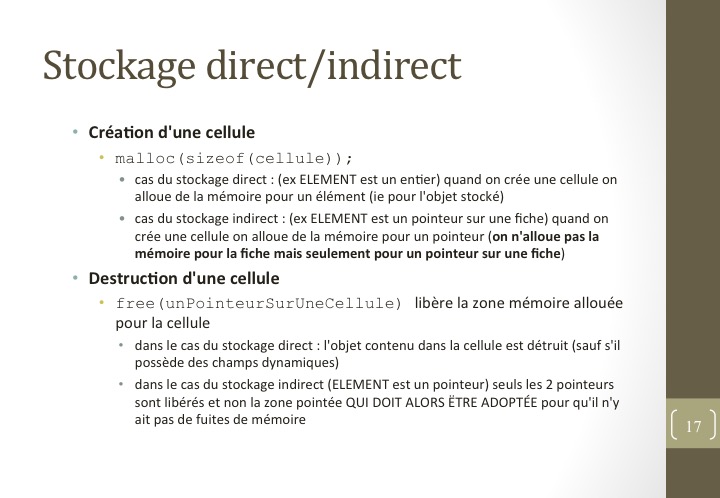 Stockage direct/indirect
• Création d'une cellule
• malloc(sizeof(cellule));
• cas du stockage direct : (ex ELEMENT est un entier) quand on crée une cellule on
alloue de la mémoire pour un élément (ie pour l'objet stocké)
• cas du stockage indirect : (ex ELEMENT est un pointeur sur une fiche) quand on
crée une cellule on alloue de la mémoire pour un pointeur (on n'alloue pas la
mémoire pour la fiche mais seulement pour un pointeur sur une fiche)
• Destruction d'une cellule
• free(unPointeurSurUneCellule) libère la zone mémoire allouée
pour la cellule
• dans le cas du stockage direct : l'objet contenu dans la cellule est détruit (sauf s'il
possède des champs dynamiques)
• dans le cas du stockage indirect (ELEMENT est un pointeur) seuls les 2 pointeurs
sont libérés et non la zone pointée QUI DOIT ALORS ËTRE ADOPTÉE pour qu'il n'y
ait pas de fuites de mémoire
17